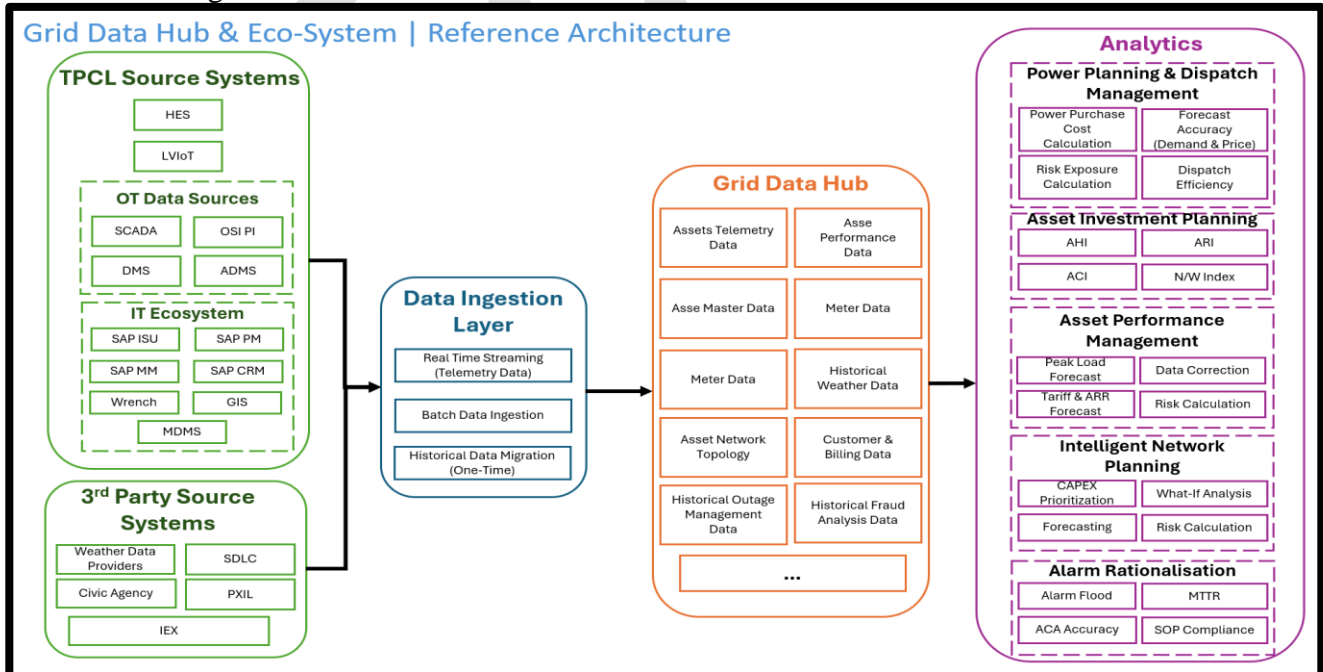 Grid Data Hub & Eco-System | Reference Architecture
TPCL Source Systems
HES
LVIoT
OT Data Sources
SCADA
OSI PI
DMS
ADMS
IT Ecosystem
SAP ISU
SAP PM
SAP MM
SAP CRM
Wrench
GIS
MDMS
3rd Party Source
Systems
Weather Data
Providers
SDLC
Civic Agency
PXIL
IEX
Data Ingestion
Layer
Real Time Streaming
(Telemetry Data)
Batch Data Ingestion
Historical Data Migration
(One-Time)
Grid Data Hub
Assets Telemetry
Data
Asse
Performance
Data
Asse Master Data
Meter Data
Meter Data
Historical
Weather Data
Asset Network
Topology
Customer &
Billing Data
Historical Outage
Management
Data
Historical Fraud
Analysis Data
...
Analytics
Power Planning & Dispatch
Management
Power Purchase
Cost
Calculation
Forecast
Accuracy
(Demand & Price)
Risk Exposure
Calculation
Dispatch
Efficiency
Asset Investment Planning
AHI
ARI
ACI
N/W Index
Asset Performance
Management
Peak Load
Forecast
Data Correction
Tariff & ARR
Forecast
Risk Calculation
Intelligent Network
Planning
CAPEX
Prioritization
What-If Analysis
Forecasting
Risk Calculation
Alarm Rationalisation
Alarm Flood
MTTR
ACA Accuracy
SOP Compliance